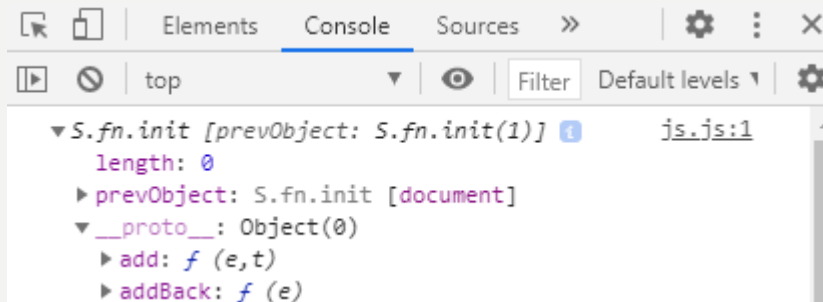 Elements Console Sources »
top Filter Default levels
S.fn.init [prevObject: S.fn.init(1)] i js.js:1
length: 0
prevObject: S.fn.init [document]
__proto__: Object(0)
add: ƒ (e,t)
addBack: ƒ (e)